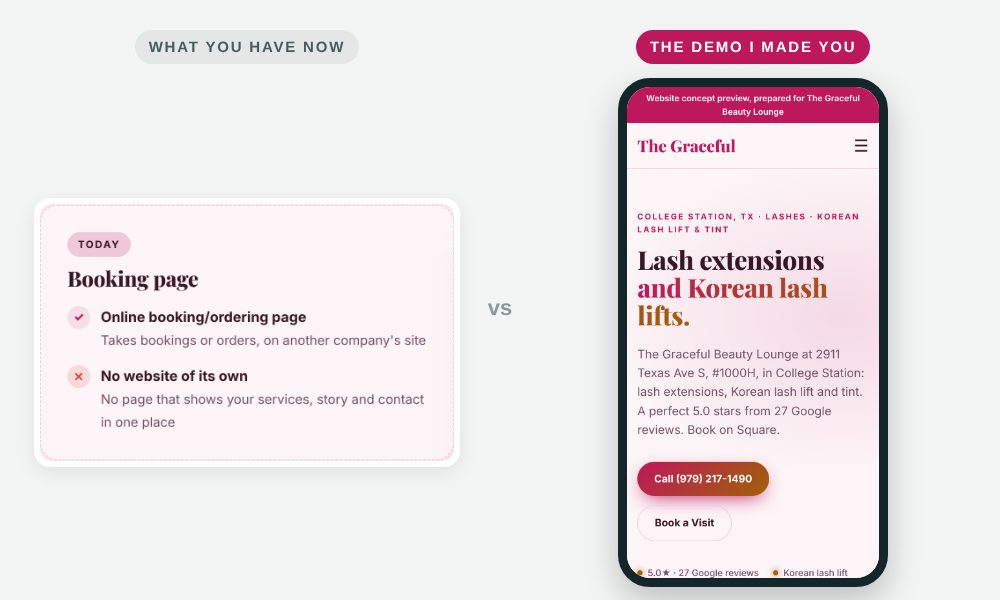 WHAT YOU HAVE NOW
TODAY
Booking page
Online booking/ordering page
Takes bookings or orders, on another company's site
No website of its own
No page that shows your services, story and contact
in one place
vs
THE DEMO I MADE YOU
Website concept preview, prepared for The Graceful
Beauty Lounge
The Graceful
COLLEGE STATION, TX · LASHES · KOREAN
LASH LIFT & TINT
Lash extensions
and Korean lash
lifts.
The Graceful Beauty Lounge at 2911
Texas Ave S, #1000H, in College Station:
lash extensions, Korean lash lift and tint.
A perfect 5.0 stars from 27 Google
reviews. Book on Square.
Call (979) 217-1490
Book a Visit
5.0★ · 27 Google reviews
Korean lash lift